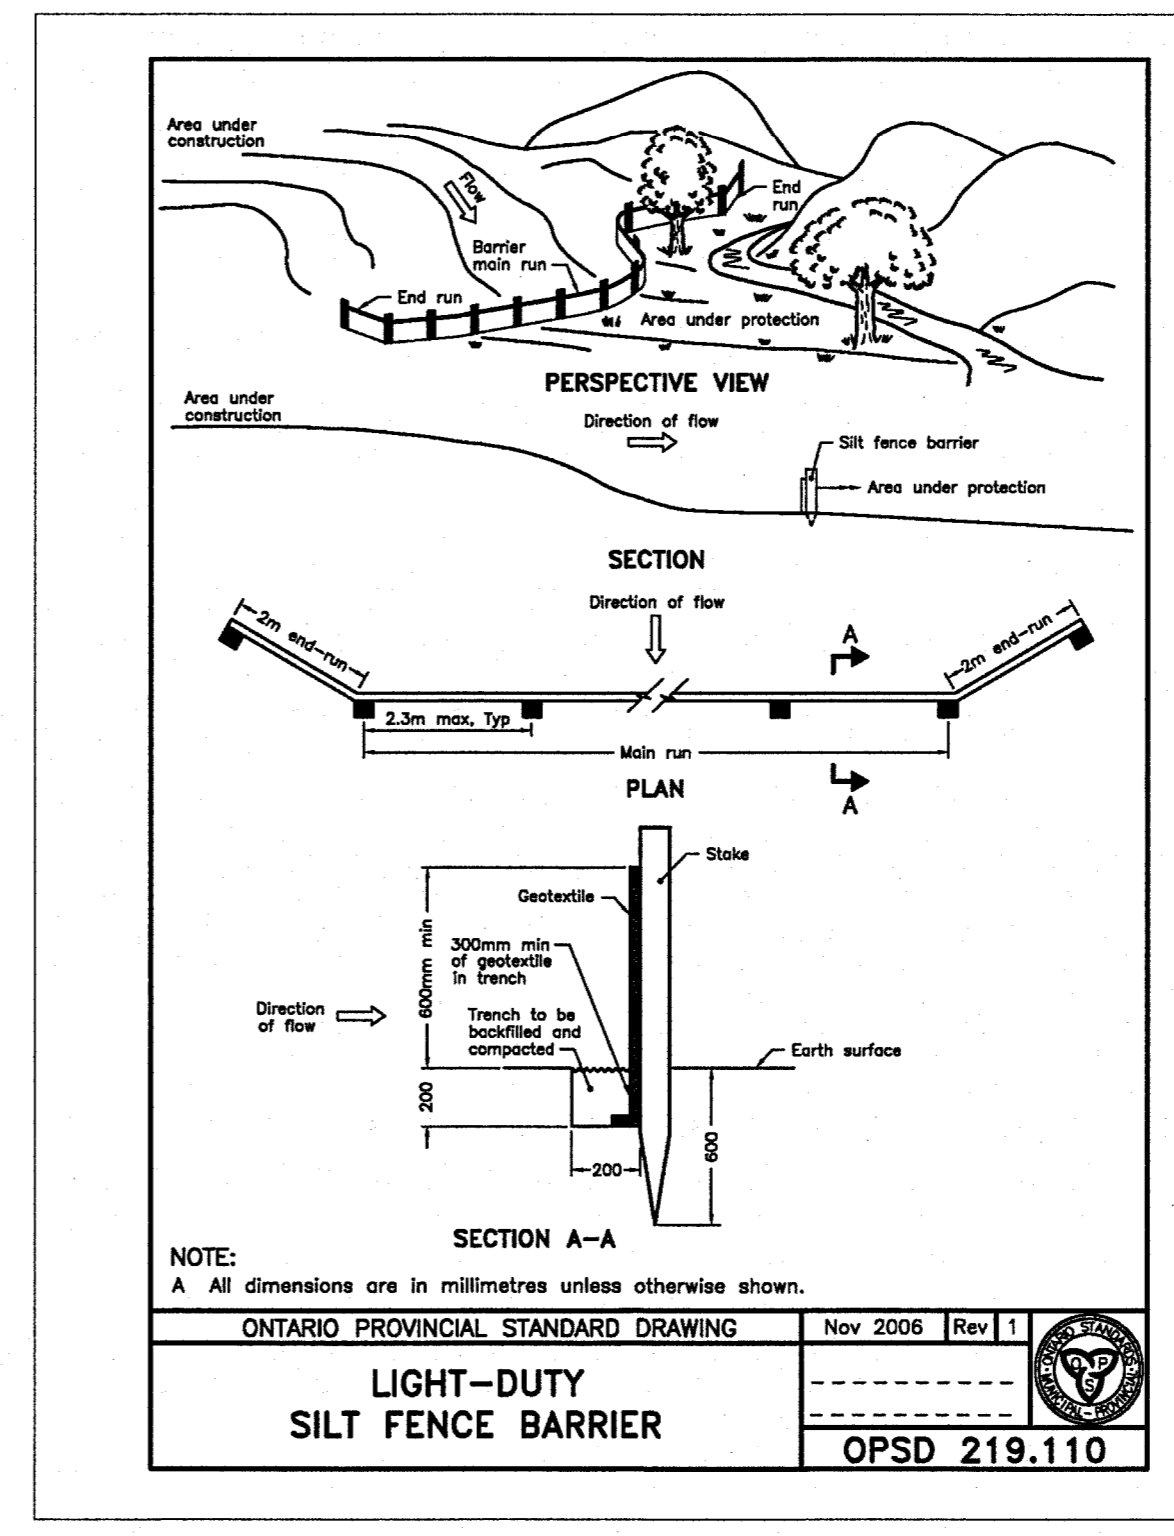 Area under
construction
Flow
End
run
Barrier
main run
End run
Area under protection
PERSPECTIVE VIEW
Area under
construction
Direction of flow
Silt fence barrier
Area under protection
SECTION
Direction of flow
2m end-run
A
2m end-run
2.3m max, Typ
Main run
PLAN
A
Stake
Geotextile
600mm min
300mm min
of geotextile
in trench
Direction
of flow
Trench to be
backfilled and
compacted
Earth surface
200
600
200
SECTION A-A
NOTE:
A All dimensions are in millimetres unless otherwise shown.
ONTARIO PROVINCIAL STANDARD DRAWING
Nov 2006 Rev 1
LIGHT-DUTY
SILT FENCE BARRIER
OPSD 219.110
ONTARIO STANDARDS
MUNICIPAL-PROVINCIAL
O P
S